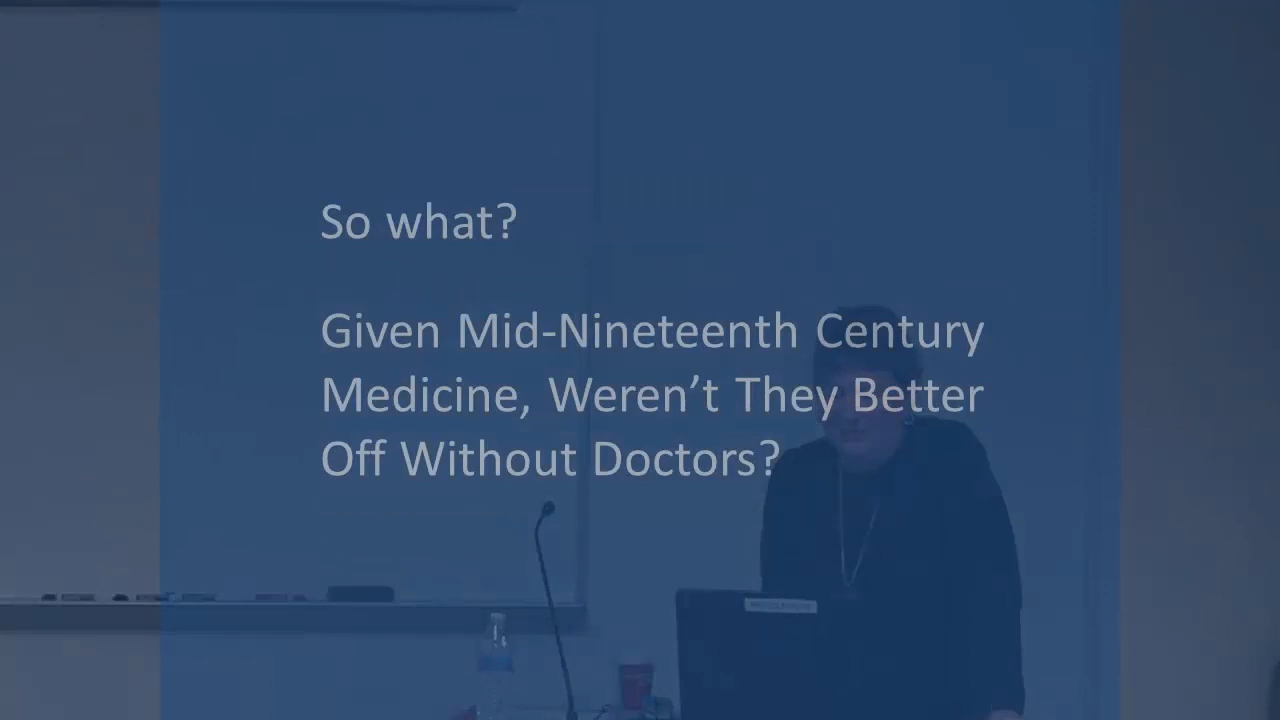 So what?
Given Mid-Nineteenth Century
Medicine, Weren’t They Better
Off Without Doctors?